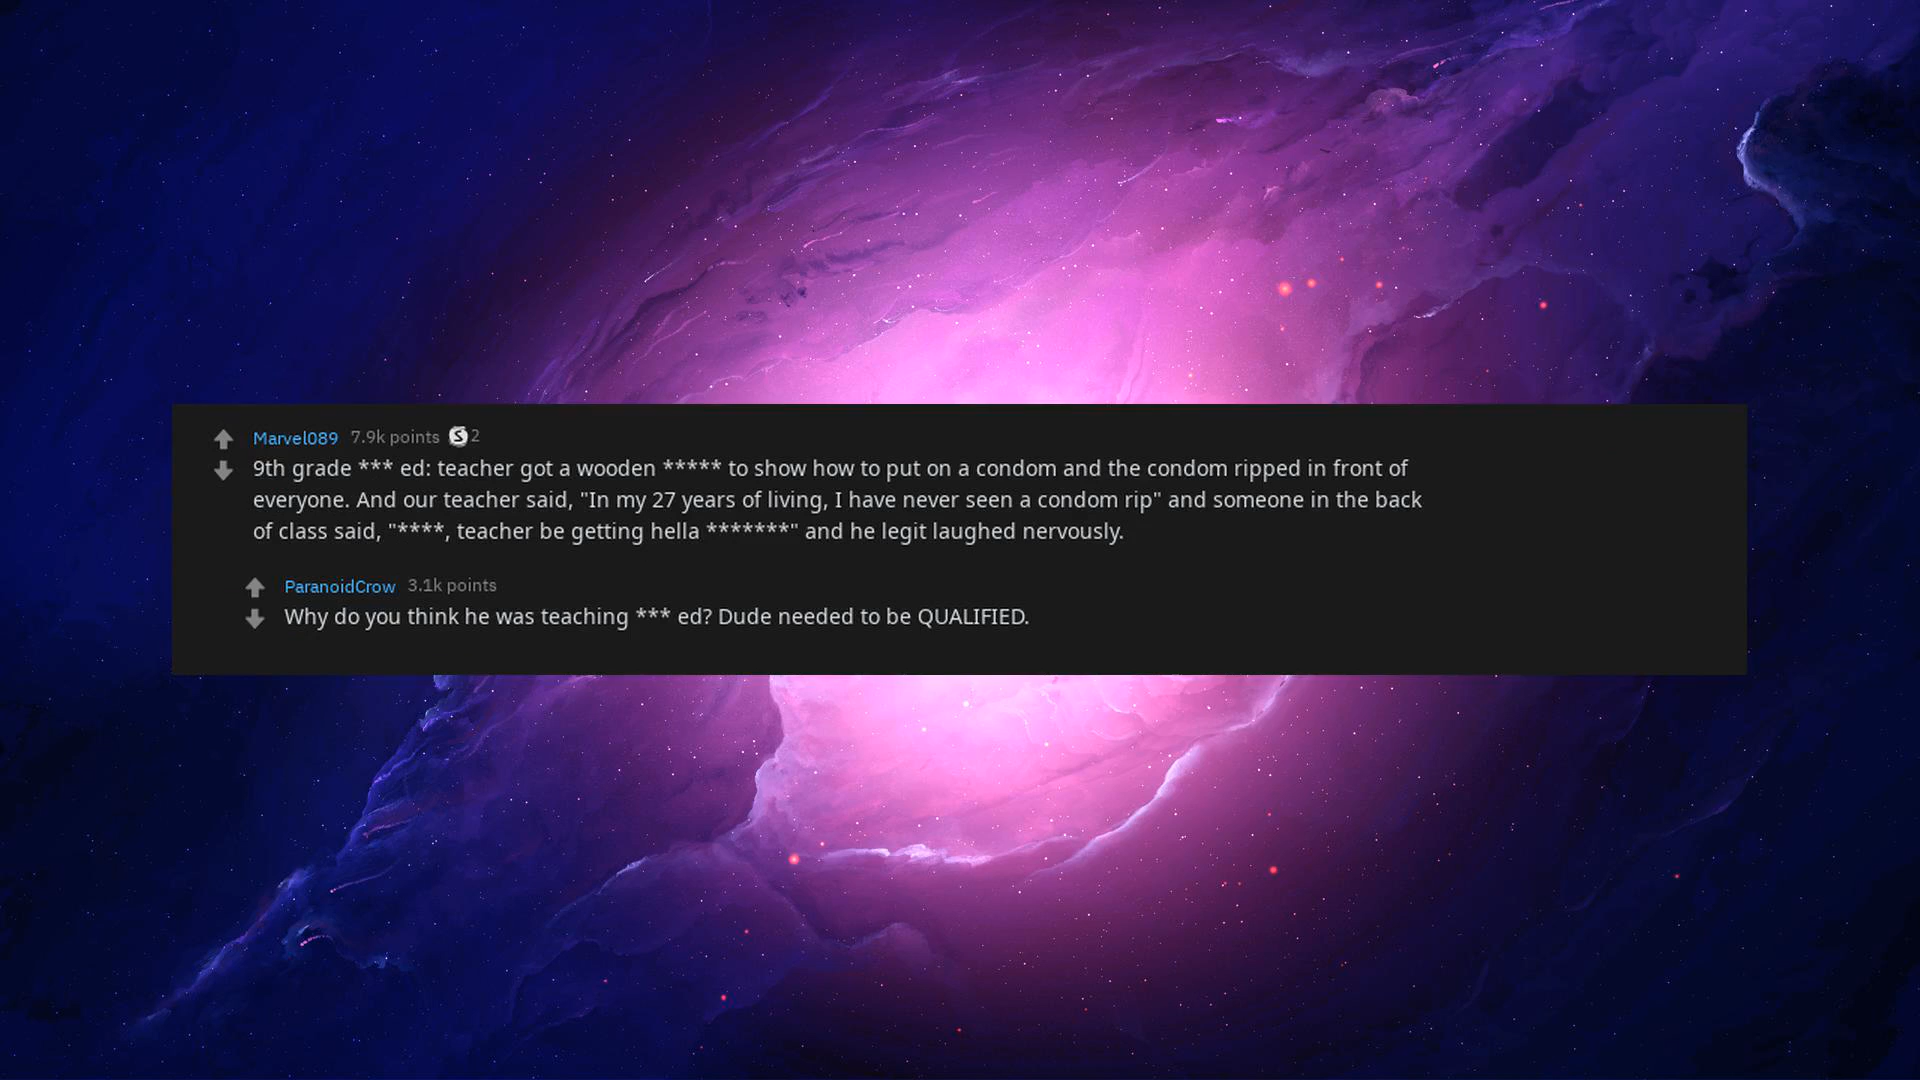 Marvel089 7.9k points S 2
9th grade *** ed: teacher got a wooden ***** to show how to put on a condom and the condom ripped in front of
everyone. And our teacher said, "In my 27 years of living, I have never seen a condom rip" and someone in the back
of class said, "****, teacher be getting hella *******" and he legit laughed nervously.
ParanoidCrow 3.1k points
Why do you think he was teaching *** ed? Dude needed to be QUALIFIED.